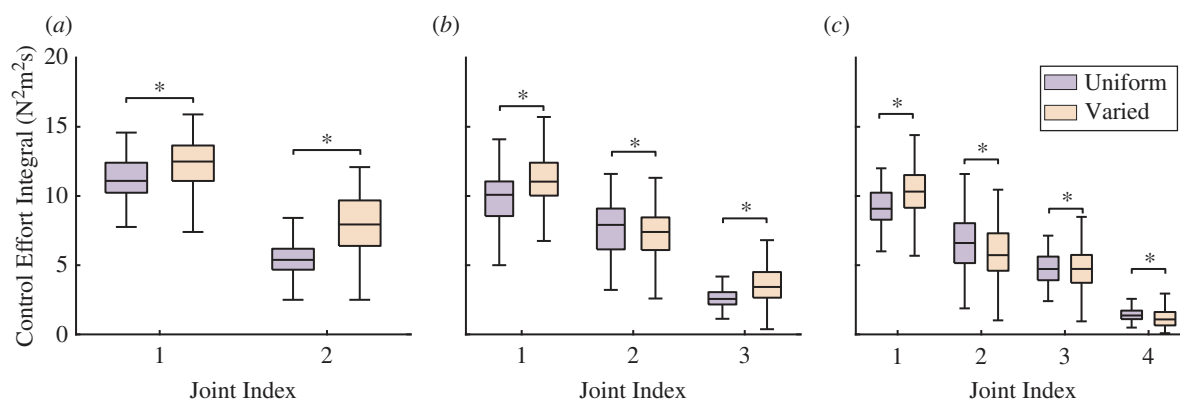 (a)
(b)
(c)
Control Effort Integral (N²m²s)
20
15
10
5
0
*
*
*
*
*
*
*
*
*
Uniform
Varied
1 2
1 2 3
1 2 3 4
Joint Index
Joint Index
Joint Index